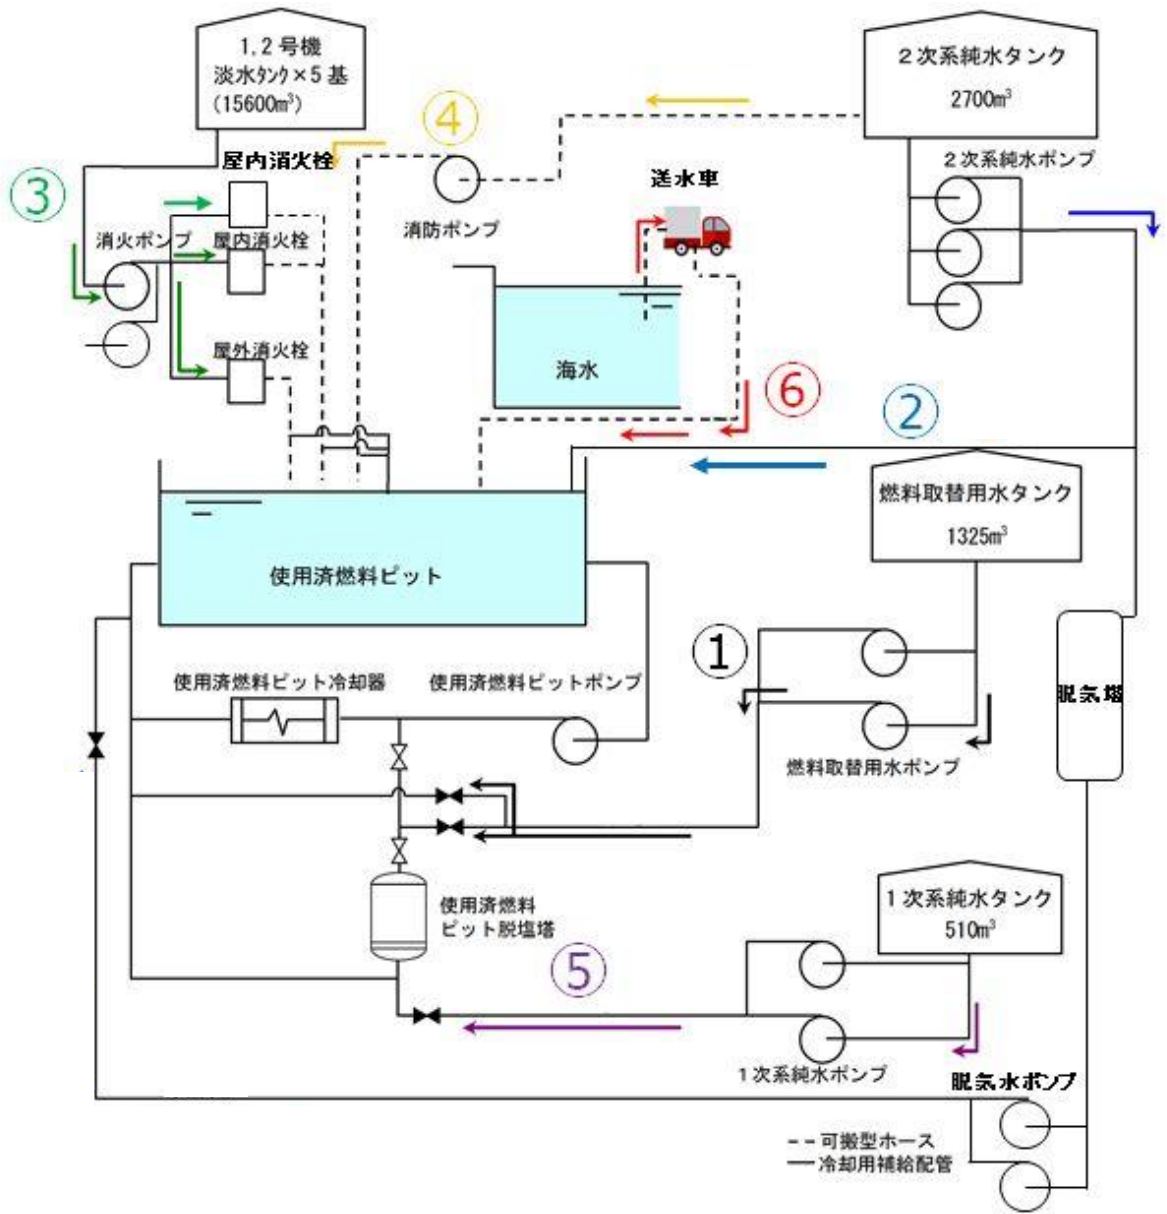 1,2号機
淡水ﾀﾝｸ×5基
(15600m³)
2次系純水タンク
2700m³
④
屋内消火栓
2次系純水ポンプ
送水車
③
消火ポンプ
屋内消火栓
消防ポンプ
屋外消火栓
海水
⑥
②
燃料取替用水タンク
1325m³
使用済燃料ピット
①
使用済燃料ピット冷却器
使用済燃料ピットポンプ
脱気塔
燃料取替用水ポンプ
使用済燃料
ピット脱塩塔
1次系純水タンク
510m³
⑤
1次系純水ポンプ
脱気水ポンプ
可搬型ホース
冷却用補給配管